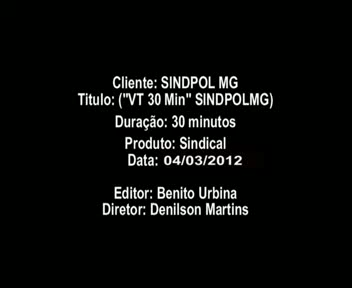 Cliente: SINDPOL MG
Titulo: ("VT 30 Min" SINDPOLMG)
Duração: 30 minutos
Produto: Sindical
Data: 04/03/2012
Editor: Benito Urbina
Diretor: Denilson Martins